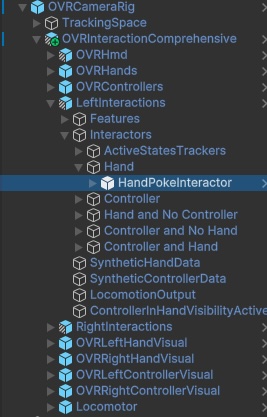 OVRCameraRig
TrackingSpace
OVRInteractionComprehensive
OVRHmd
OVRHands
OVRControllers
LeftInteractions
Features
Interactors
ActiveStatesTrackers
Hand
HandPokeInteractor
Controller
Hand and No Controller
Controller and No Hand
Controller and Hand
SyntheticHandData
SyntheticControllerData
LocomotionOutput
ControllerInHandVisibilityActive
RightInteractions
OVRLeftHandVisual
OVRRightHandVisual
OVRLeftControllerVisual
OVRRightControllerVisual
Locomotor